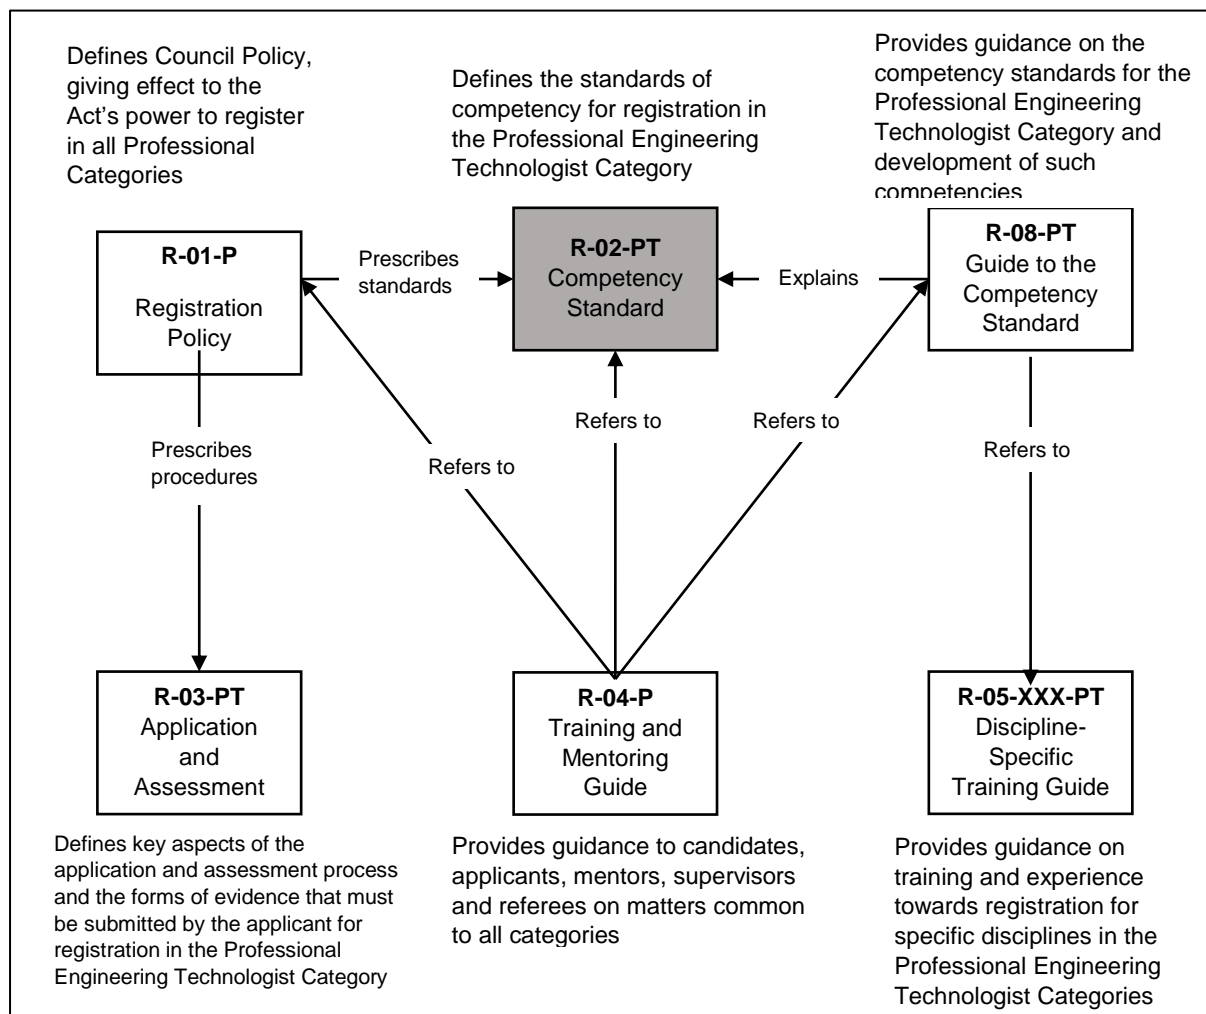 Defines Council Policy,
giving effect to the
Act's power to register
in all Professional
Categories
Defines the standards of
competency for registration in
the Professional Engineering
Technologist Category
Provides guidance on the
competency standards for the
Professional Engineering
Technologist Category and
development of such
competencies
R-01-P
Registration
Policy
Prescribes
standards
R-02-PT
Competency
Standard
Explains
R-08-PT
Guide to the
Competency
Standard
Prescribes
procedures
Refers to
Refers to
Refers to
Refers to
R-03-PT
Application
and
Assessment
R-04-P
Training and
Mentoring
Guide
R-05-XXX-PT
Discipline-
Specific
Training Guide
Defines key aspects of the
application and assessment process
and the forms of evidence that must
be submitted by the applicant for
registration in the Professional
Engineering Technologist Category
Provides guidance to candidates,
applicants, mentors, supervisors
and referees on matters common
to all categories
Provides guidance on
training and experience
towards registration for
specific disciplines in the
Professional Engineering
Technologist Categories